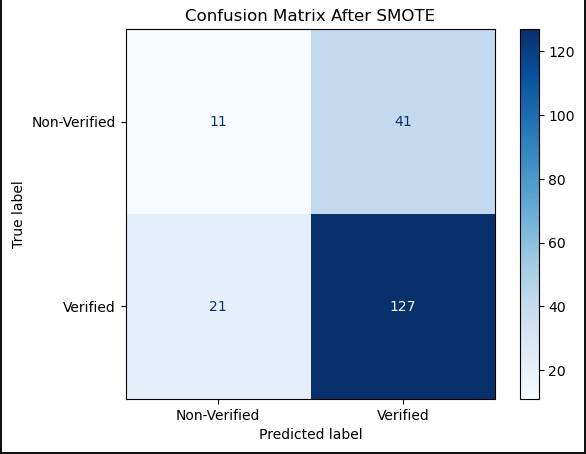 Confusion Matrix After SMOTE
True label
Non-Verified
11
41
Verified
21
127
Non-Verified
Verified
Predicted label
120
100
80
60
40
20